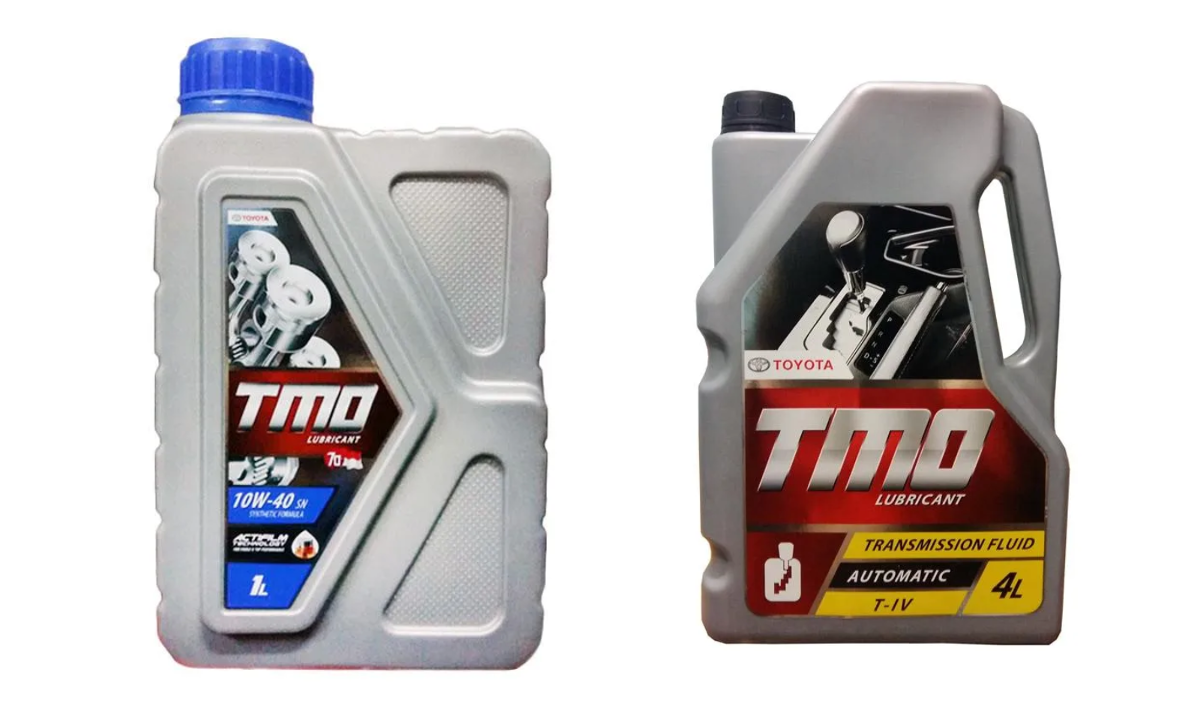 TOYOTA
TMO
LUBRICANT
70
10W-40 SN
SYNTHETIC FORMULA
ACTIFILM
TECHNOLOGY
1L
TOYOTA
TMO
LUBRICANT
TRANSMISSION FLUID
AUTOMATIC
T-IV
4L